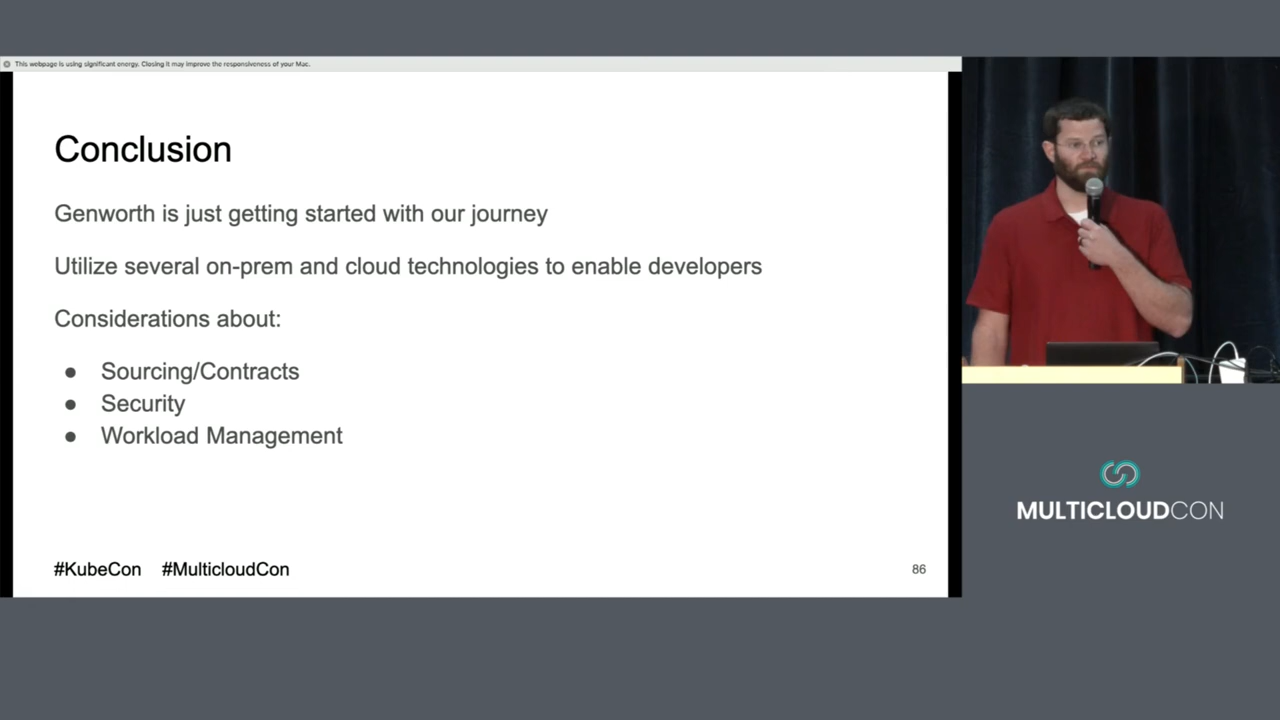 This webpage is using significant energy. Closing it may improve the responsiveness of your Mac.
Conclusion
Genworth is just getting started with our journey
Utilize several on-prem and cloud technologies to enable developers
Considerations about:
● Sourcing/Contracts
● Security
● Workload Management
#KubeCon #MulticloudCon
86
MULTICLOUDCON